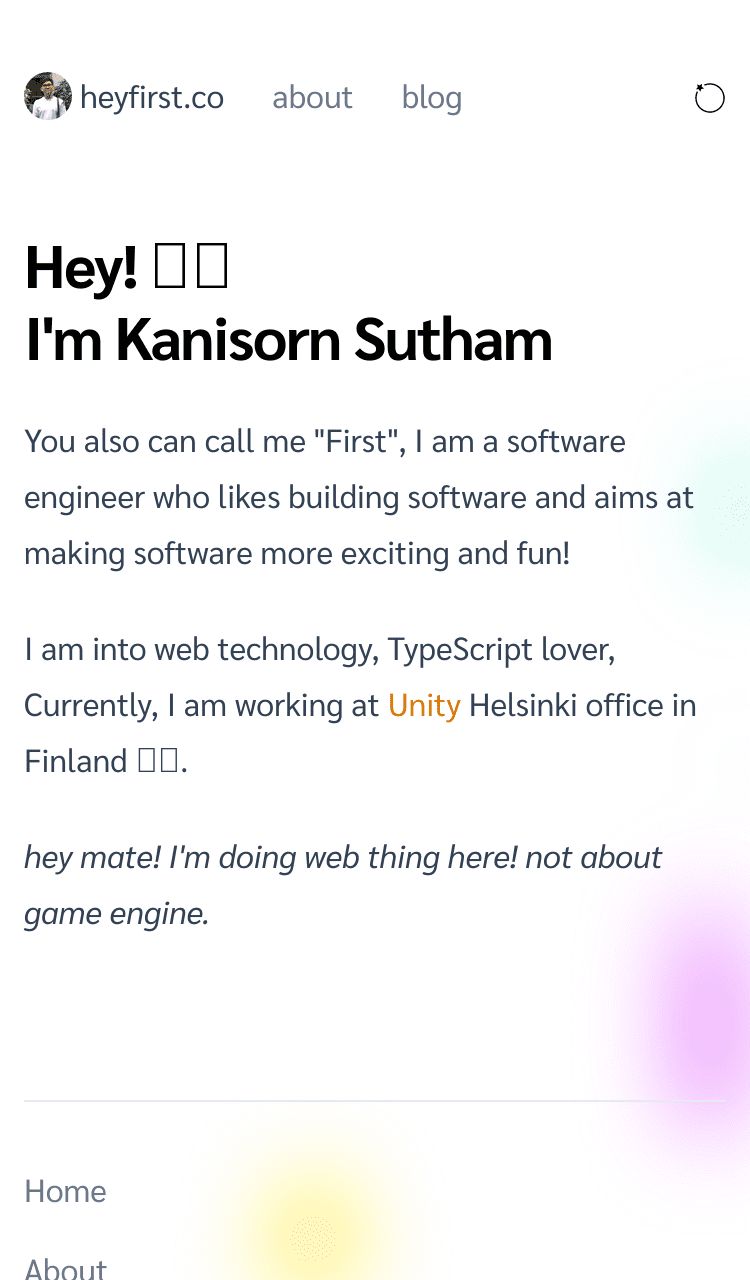 heyfirst.co about blog
Hey!
I'm Kanisorn Sutham
You also can call me "First", I am a software
engineer who likes building software and aims at
making software more exciting and fun!
I am into web technology, TypeScript lover,
Currently, I am working at Unity Helsinki office in
Finland .
hey mate! I'm doing web thing here! not about
game engine.
Home
About